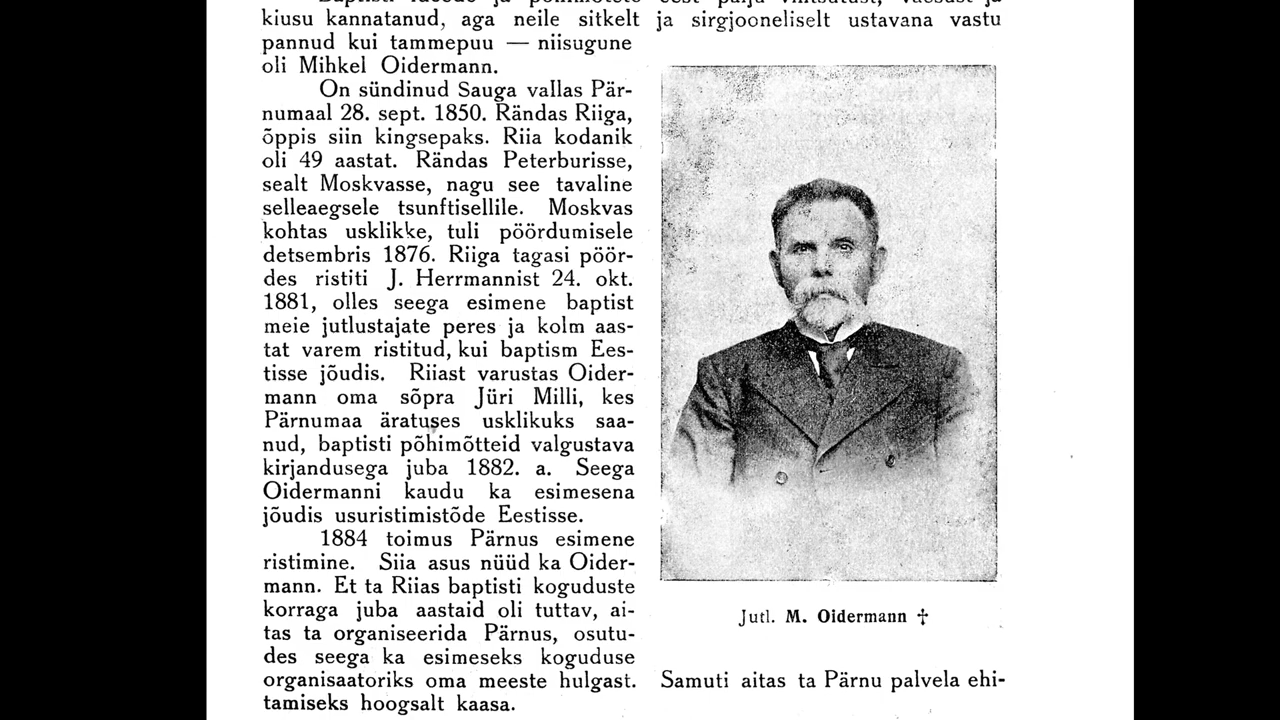 kiusu kannatanud, aga neile sitkelt ja sirgjooneliselt ustavana vastu
pannud kui tammepuu — niisugune
oli Mihkel Oidermann.
On sündinud Sauga vallas Pär-
numaal 28. sept. 1850. Rändas Riiga,
õppis siin kingsepaks. Riia kodanik
oli 49 aastat. Rändas Peterburisse,
sealt Moskvasse, nagu see tavaline
selleaegsele tsunftisellile. Moskvas
kohtas usklikke, tuli pöördumisele
detsembris 1876. Riiga tagasi pöör-
des ristiti J. Herrmannist 24. okt.
1881, olles seega esimene baptist
meie jutlustajate peres ja kolm aas-
tat varem ristitud, kui baptism Ees-
tisse jõudis. Riiast varustas Oider-
mann oma sõpra Jüri Milli, kes
Pärnumaa äratuses usklikuks saa-
nud, baptisti põhimõtteid valgustava
kirjandusega juba 1882. a. Seega
Oidermanni kaudu ka esimesena
jõudis usuristimistõde Eestisse.
1884 toimus Pärnus esimene
ristimine. Siia asus nüüd ka Oider-
mann. Et ta Riias baptisti koguduste
korraga juba aastaid oli tuttav, ai-
tas ta organiseerida Pärnus, osutu-
des seega ka esimeseks koguduse
organisaatoriks oma meeste hulgast.
Jutl. M. Oidermann †
Samuti aitas ta Pärnu palvela ehi-
tamiseks hoogsalt kaasa.